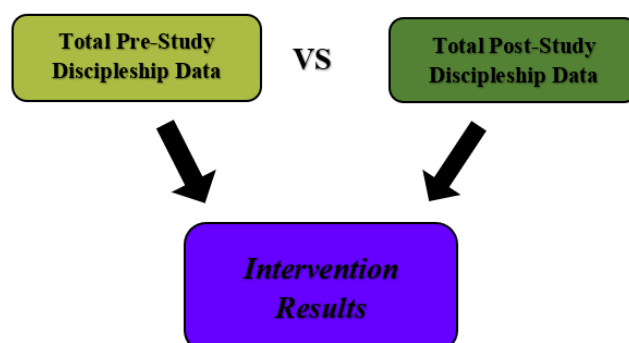 Total Pre-Study
Discipleship Data
VS
Total Post-Study
Discipleship Data
Intervention
Results